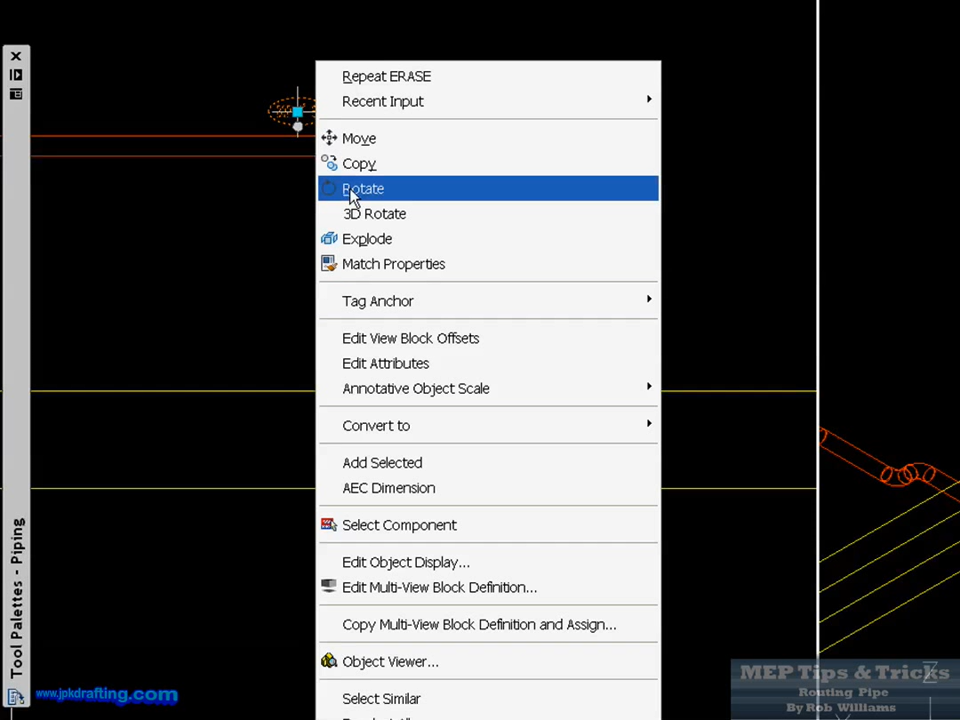 Repeat ERASE
Recent Input
Move
Copy
Rotate
3D Rotate
Explode
Match Properties
Tag Anchor
Edit View Block Offsets
Edit Attributes
Annotative Object Scale
Convert to
Add Selected
AEC Dimension
Select Component
Edit Object Display...
Edit Multi-View Block Definition...
Copy Multi-View Block Definition and Assign...
Object Viewer...
Select Similar
Tool Palettes - Piping
www.jpkdrafting.com
MEP Tips & Tricks
Routing Pipe
By Rob Williams